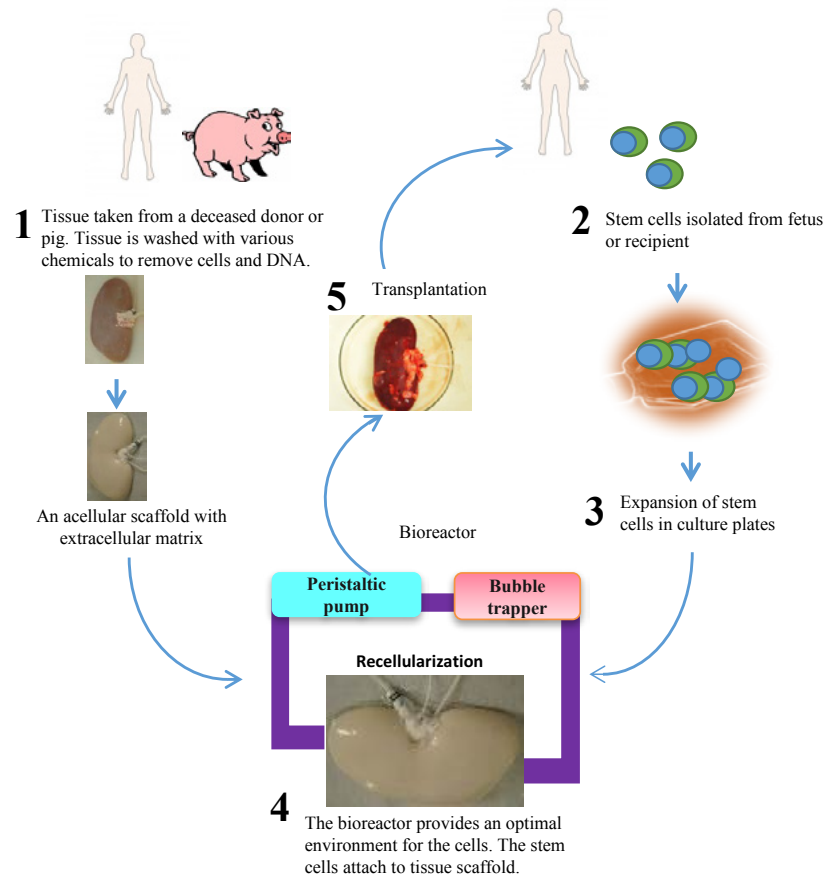 1
Tissue taken from a deceased donor or
pig. Tissue is washed with various
chemicals to remove cells and DNA.
An acellular scaffold with
extracellular matrix
2
Stem cells isolated from fetus
or recipient
3
Expansion of stem
cells in culture plates
Bioreactor
Peristaltic
pump
Bubble
trapper
Recellularization
4
The bioreactor provides an optimal
environment for the cells. The stem
cells attach to tissue scaffold.
5
Transplantation